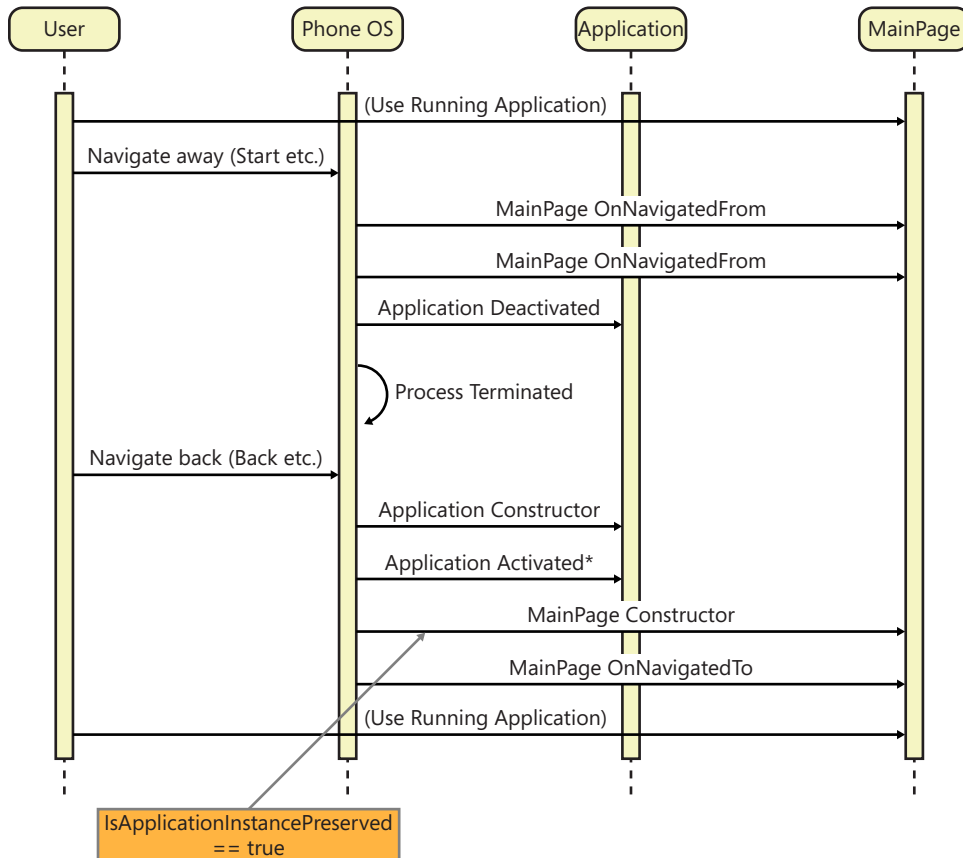 User
Phone OS
Application
MainPage
(Use Running Application)
Navigate away (Start etc.)
MainPage OnNavigatedFrom
MainPage OnNavigatedFrom
Application Deactivated
Process Terminated
Navigate back (Back etc.)
Application Constructor
Application Activated*
MainPage Constructor
MainPage OnNavigatedTo
(Use Running Application)
IsApplicationInstancePreserved
== true